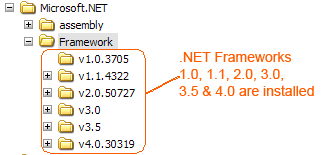 Microsoft.NET
assembly
Framework
v1.0.3705
v1.1.4322
v2.0.50727
v3.0
v3.5
v4.0.30319
.NET Frameworks
1.0, 1.1, 2.0, 3.0,
3.5 & 4.0 are installed